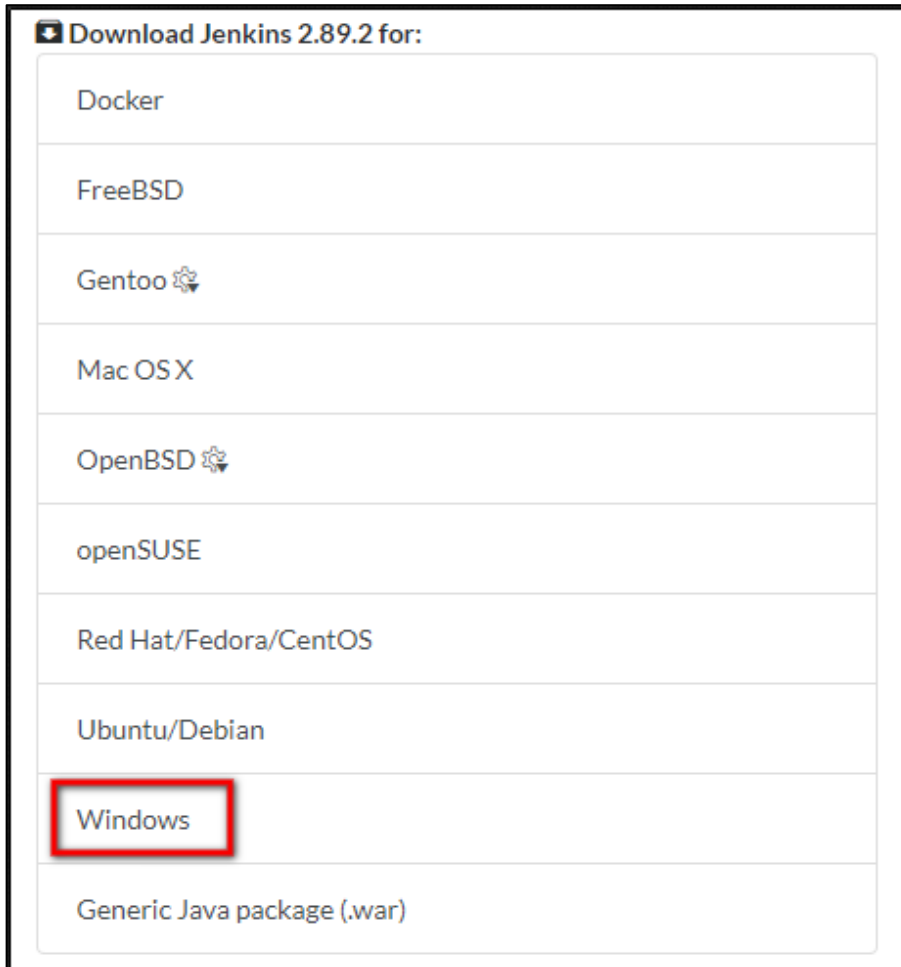 Download Jenkins 2.89.2 for:
Docker
FreeBSD
Gentoo
Mac OS X
OpenBSD
openSUSE
Red Hat/Fedora/CentOS
Ubuntu/Debian
Windows
Generic Java package (.war)